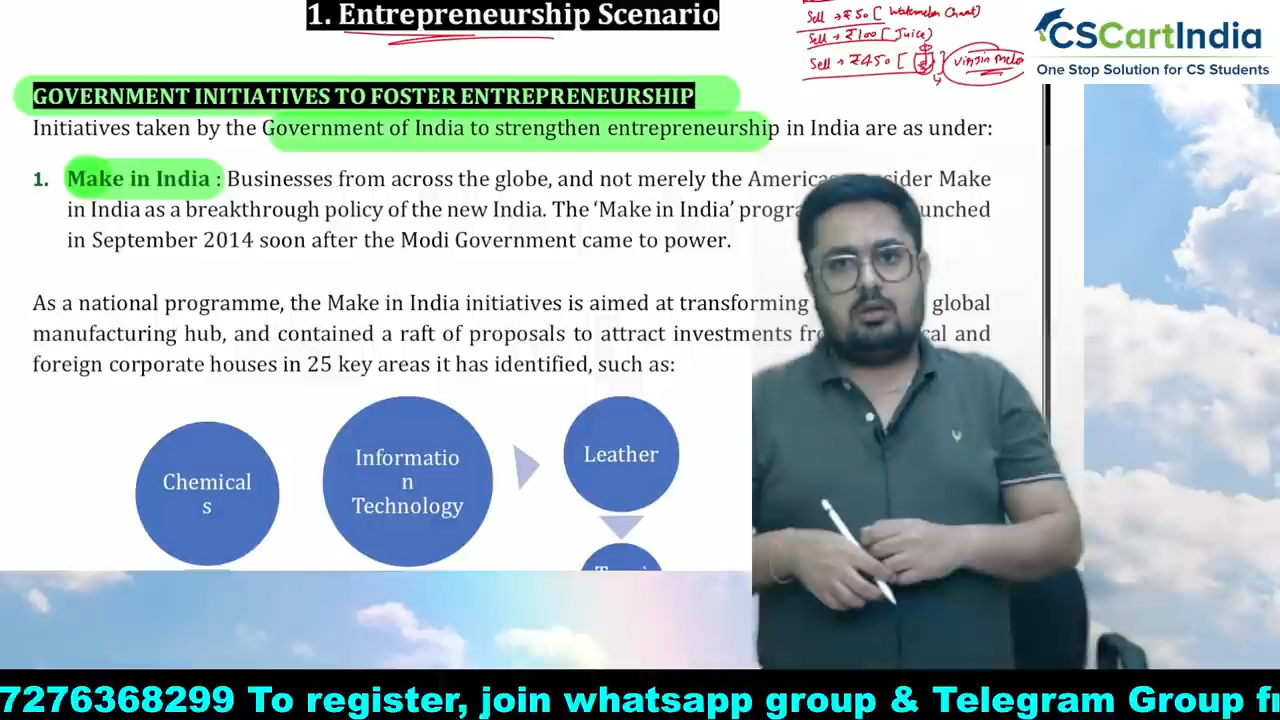 1. Entrepreneurship Scenario
Sell → ₹50 [ Watermelon Chaat)
Sell → ₹100 [ Juice)
Sell → ₹450 [
CSCartIndia
One Stop Solution for CS Students
GOVERNMENT INITIATIVES TO FOSTER ENTREPRENEURSHIP
Initiatives taken by the Government of India to strengthen entrepreneurship in India are as under:
1. Make in India : Businesses from across the globe, and not merely the America sider Make
in India as a breakthrough policy of the new India. The ‘Make in India’ progra unched
in September 2014 soon after the Modi Government came to power.
As a national programme, the Make in India initiatives is aimed at transforming global
manufacturing hub, and contained a raft of proposals to attract investments fr and
foreign corporate houses in 25 key areas it has identified, such as:
Chemical
s
Informatio
n
Technology
Leather
7276368299 To register, join whatsapp group & Telegram Group fr